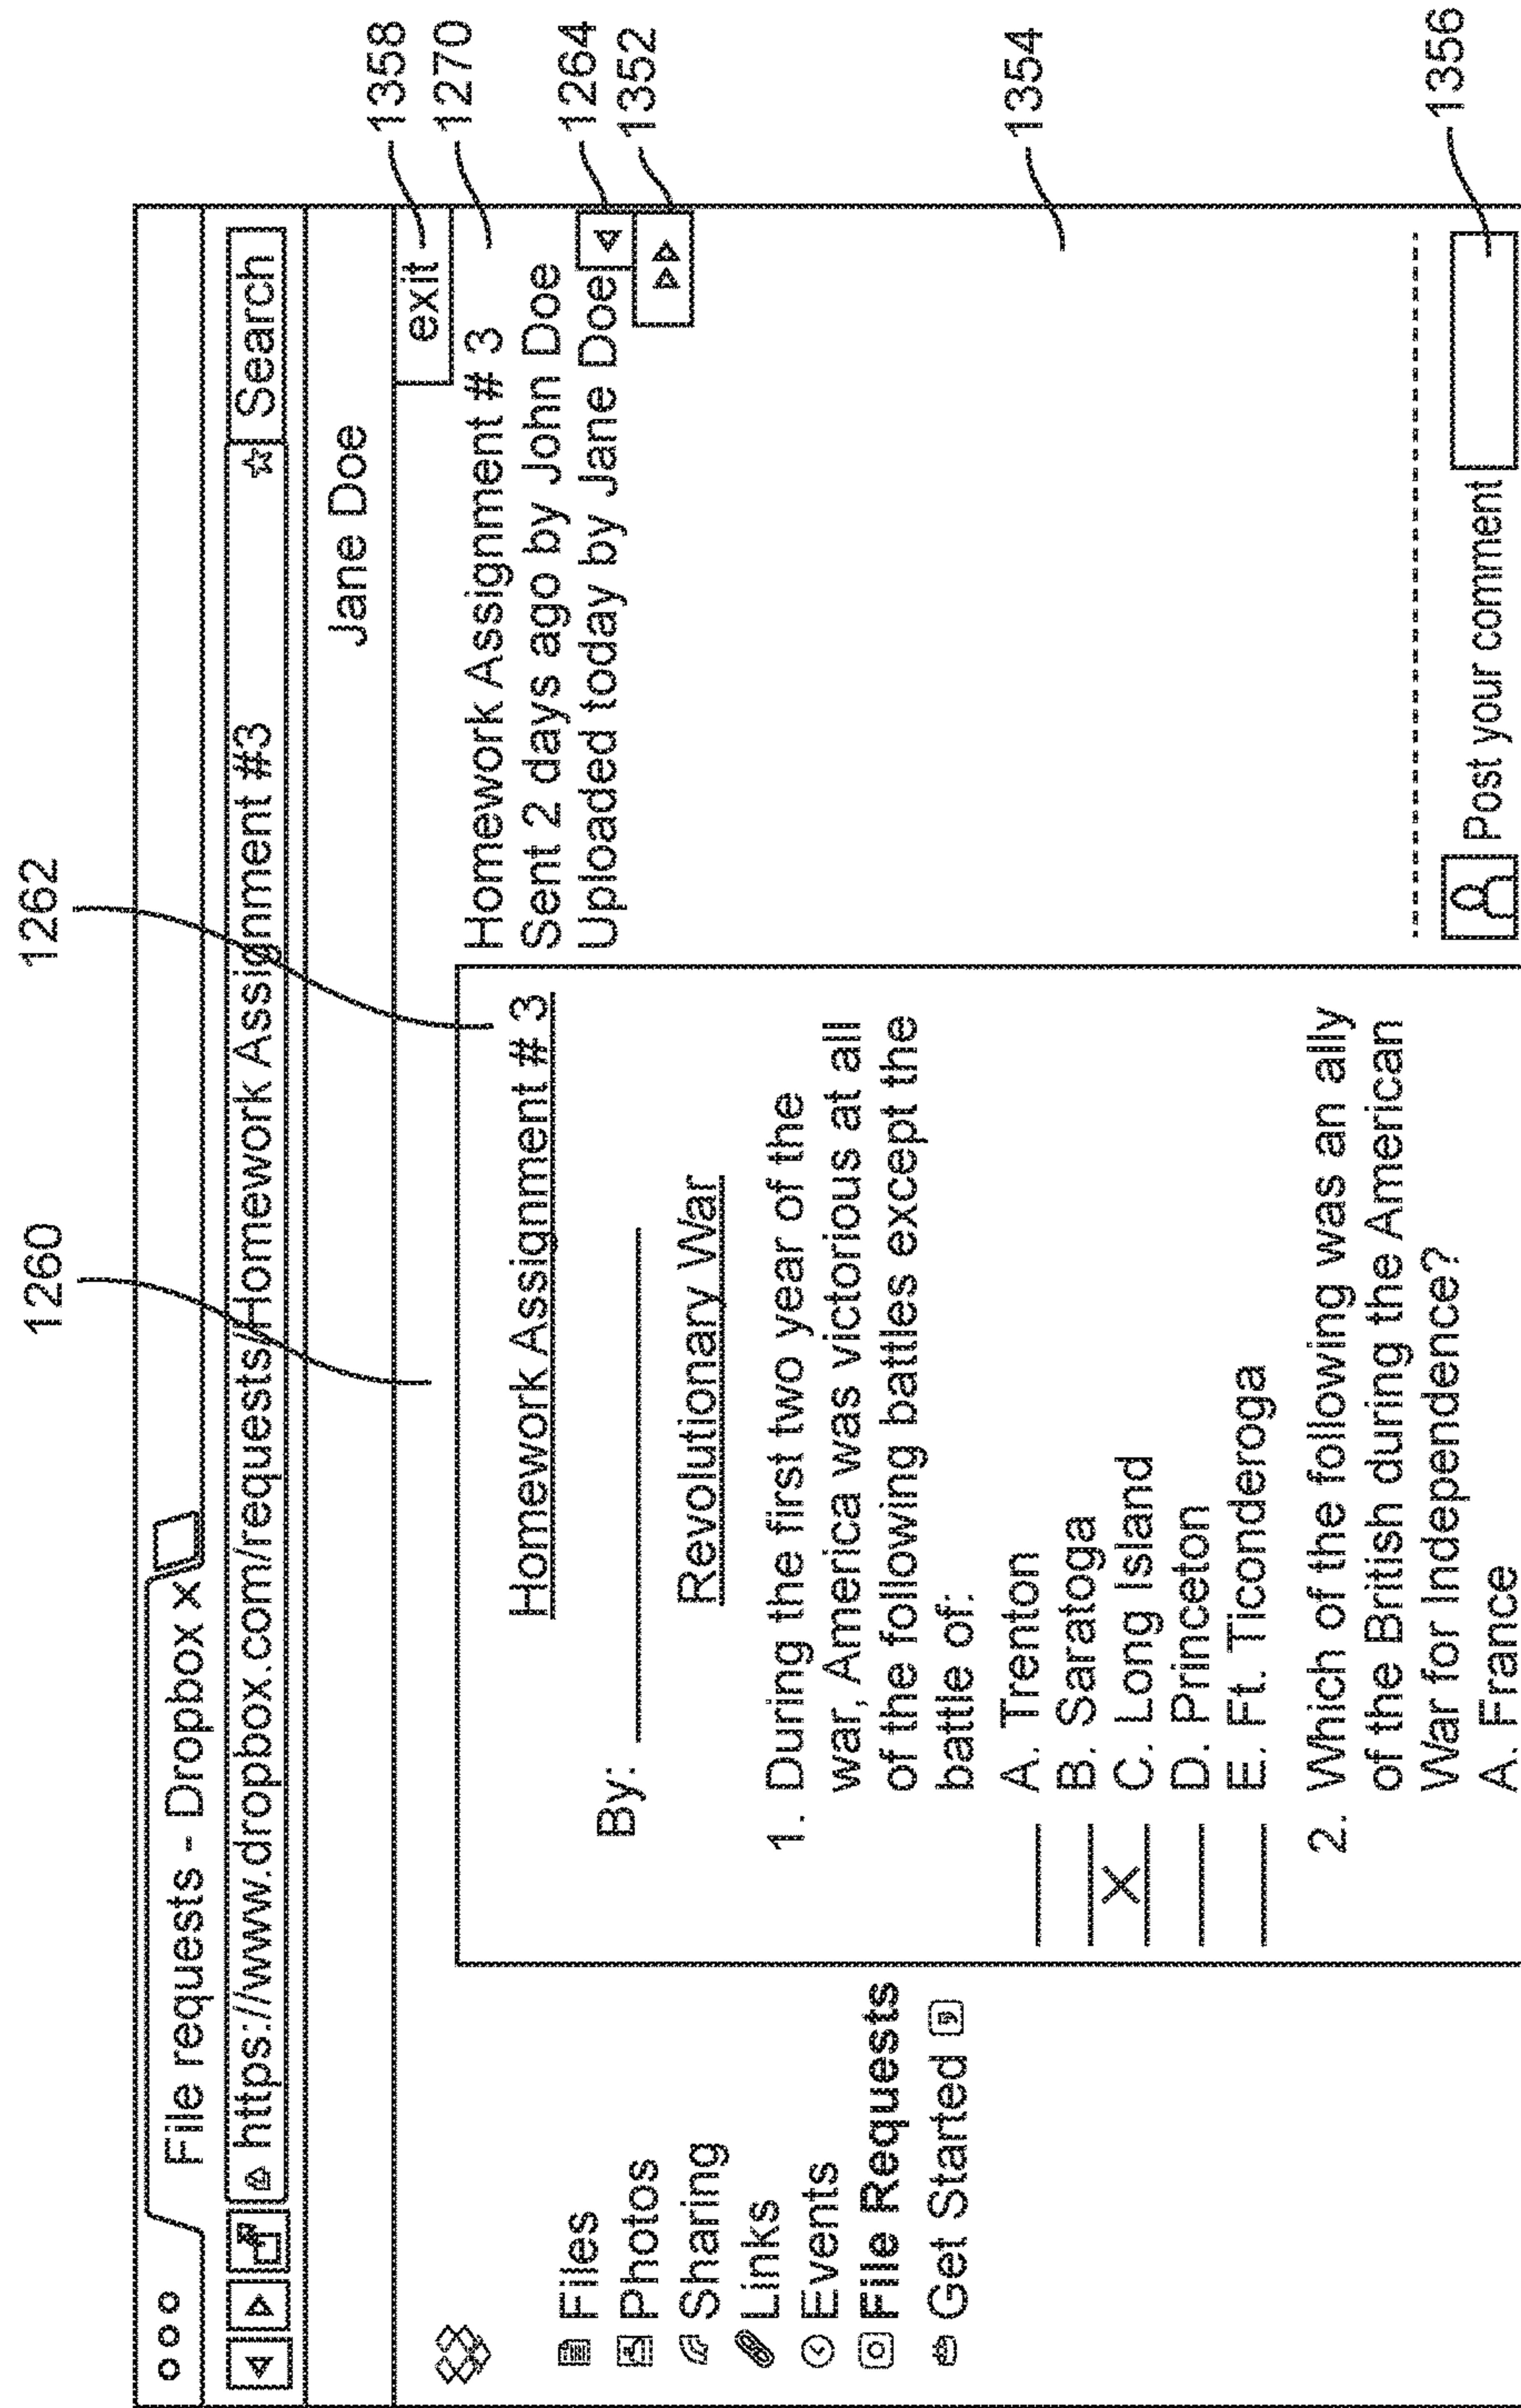 1260
1262
File requests - Dropbox x
https://www.dropbox.com/requests/Homework Assignment #3
Search
Jane Doe
exit
1358
Files
Photos
Sharing
Links
Events
File Requests
Get Started
Homework Assignment # 3
By:
Revolutionary War
1. During the first two year of the
war, America was victorious at all
of the following battles except the
battle of:
A. Trenton
B. Saratoga
X C. Long Island
D. Princeton
E. Ft. Ticonderoga
2. Which of the following was an ally
of the British during the American
War for Independence?
A. France
Homework Assignment # 3
1270
Sent 2 days ago by John Doe
Uploaded today by Jane Doe
1264
1352
1354
Post your comment
1356